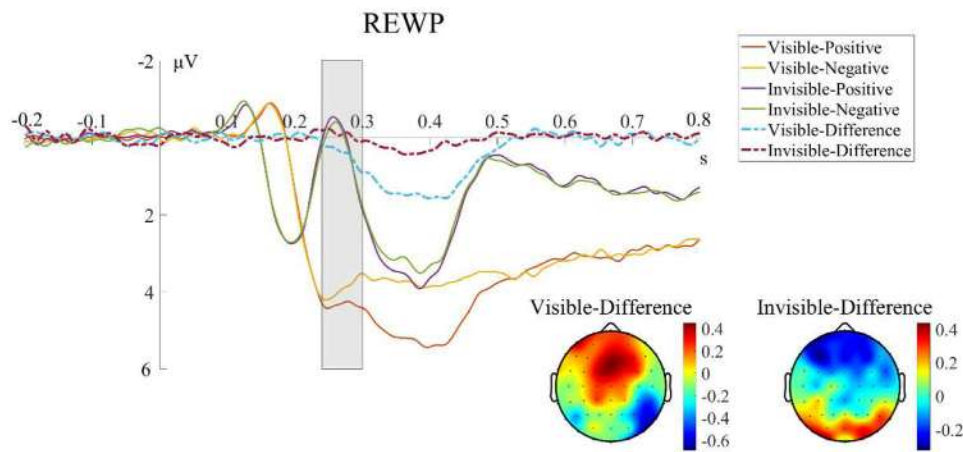 REWP
-2
μV
Visible-Positive
Visible-Negative
Invisible-Positive
Invisible-Negative
Visible-Difference
Invisible-Difference
-0.2
-0.1
0.1
0.2
0.3
0.4
0.5
0.6
0.7
0.8
s
2
4
6
Visible-Difference
0.4
0.2
0
-0.2
-0.4
-0.6
Invisible-Difference
0.4
0.2
0
-0.2